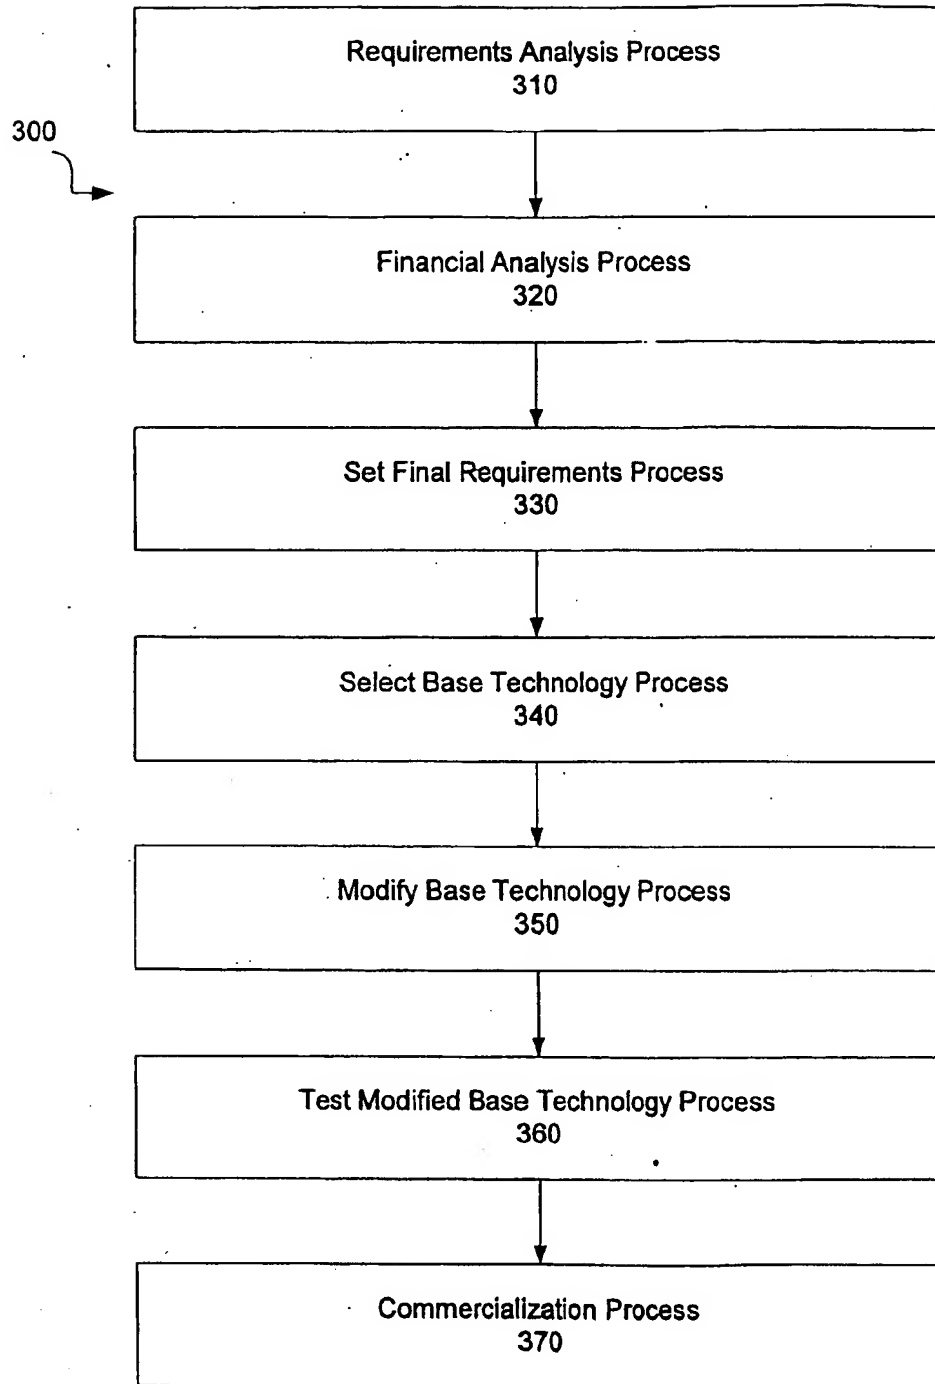 Requirements Analysis Process
310
300
Financial Analysis Process
320
Set Final Requirements Process
330
Select Base Technology Process
340
Modify Base Technology Process
350
Test Modified Base Technology Process
360
Commercialization Process
370